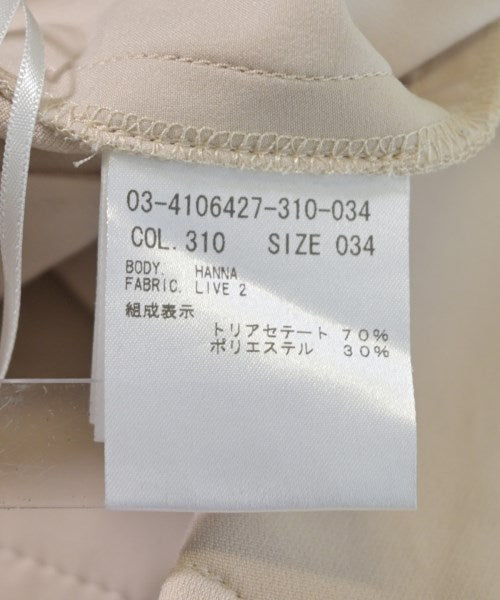 03-4106427-310-034
COL.310 SIZE 034
BODY. HANNA
FABRIC. LIVE 2
組成表示
トリアセテート 70%
ポリエステル 30%